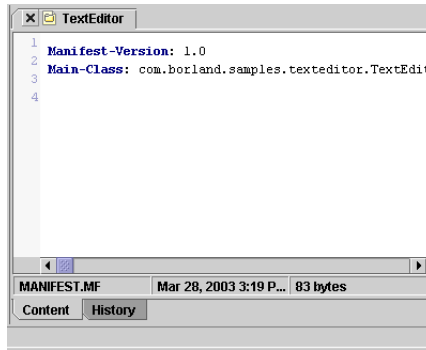 TextEditor
1
Manifest-Version: 1.0
2
Main-Class: com.borland.samples.texteditor.TextEdit
3
4
MANIFEST.MF Mar 28, 2003 3:19 P... 83 bytes
Content History